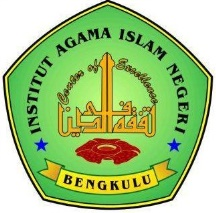 INSTITUT AGAMA ISLAM NEGERI
Center of Excellence
BENGKULU